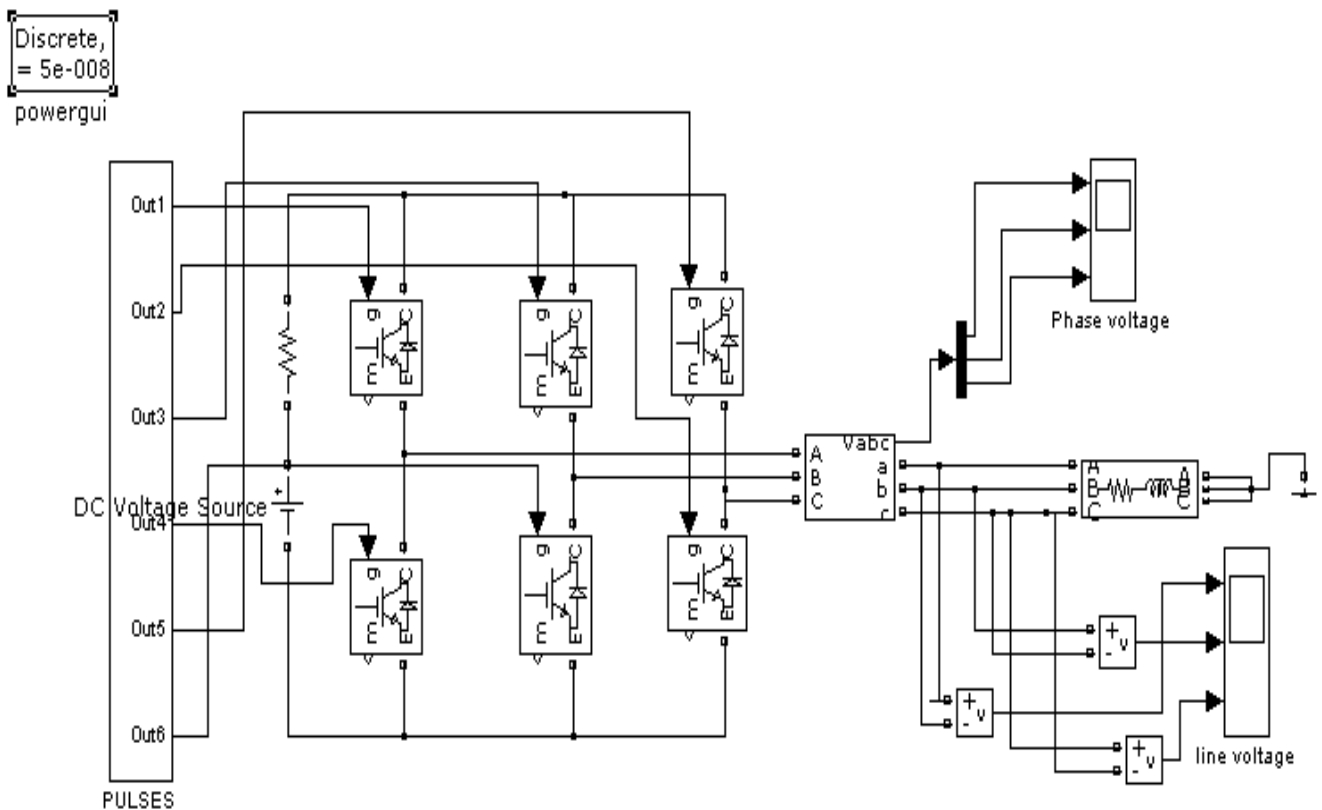 Discrete,
= 5e-008
powergui
Out1
Out2
Out3
DC Voltage Source
Out4
Out5
Out6
PULSES
g C
m E
g C
m E
g C
m E
g C
m E
g C
m E
g C
m E
Vabc
A a
B b
C c
A A
B B
C C
Phase voltage
+ v
-
+ v
-
+ v
-
line voltage
+